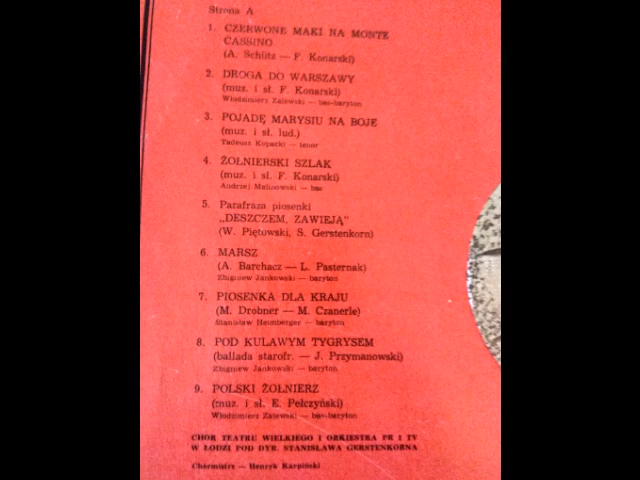 Strona A
1. CZERWONE MAKI NA MONTE
CASSINO
(A. Schütz — F. Konarski)
2. DROGA DO WARSZAWY
(muz. i sł. F. Konarski)
Włodzimierz Zalewski — bas-baryton
3. POJADĘ MARYSIU NA BOJE
(muz. i sł. lud.)
Tadeusz Kopacki — tenor
4. ŻOŁNIERSKI SZLAK
(muz. i sł. F. Konarski)
Andrzej Malinowski — bas
5. Parafraza piosenki
„DESZCZEM, ZAWIEJĄ"
(W. Piętowski, S. Gerstenkorn)
6. MARSZ
(A. Barchacz — L. Pasternak)
Zbigniew Jankowski — baryton
7. PIOSENKA DLA KRAJU
(M. Drobner — M. Czanerle)
Stanisław Heimberger — baryton
8. POD KULAWYM TYGRYSEM
(ballada starofr. — J. Przymanowski)
Zbigniew Jankowski — baryton
9. POLSKI ŻOŁNIERZ
(muz. i sł. E. Pełczyński)
Włodzimierz Zalewski — bas-baryton
CHÓR TEATRU WIELKIEGO I ORKIESTRA PR I TV
W ŁODZI POD DYR. STANISŁAWA GERSTENKORNA
Chórmistrz — Henryk Karpiński